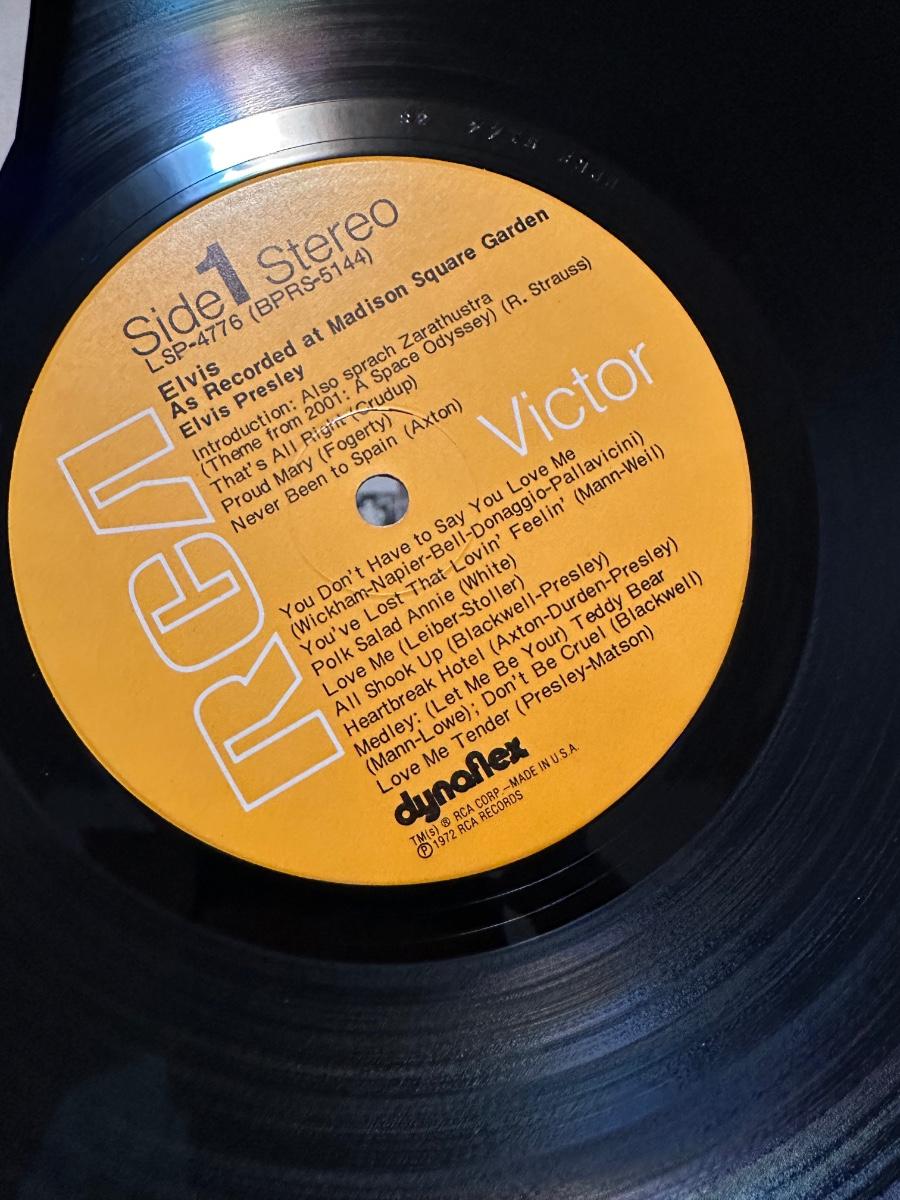 Side 1 Stereo
LSP-4776 (BPRS-5144)
Elvis
As Recorded at Madison Square Garden
Elvis Presley
Introduction: Also sprach Zarathustra
(Theme from 2001: A Space Odyssey) (R. Strauss)
That's All Right (Crudup)
Proud Mary (Fogerty)
Never Been to Spain (Axton)
RCA
Victor
You Don't Have to Say You Love Me
(Wickham-Napier-Bell-Donaggio-Pallavicini)
You've Lost That Lovin' Feelin' (Mann-Weil)
Polk Salad Annie (White)
Love Me (Leiber-Stoller)
All Shook Up (Blackwell-Presley)
Heartbreak Hotel (Axton-Durden-Presley)
Medley: (Let Me Be Your) Teddy Bear
(Mann-Lowe); Don't Be Cruel (Blackwell)
Love Me Tender (Presley-Matson)
dynaflex
TM(s) ® RCA CORP.—MADE IN U.S.A.
℗ 1972 RCA RECORDS